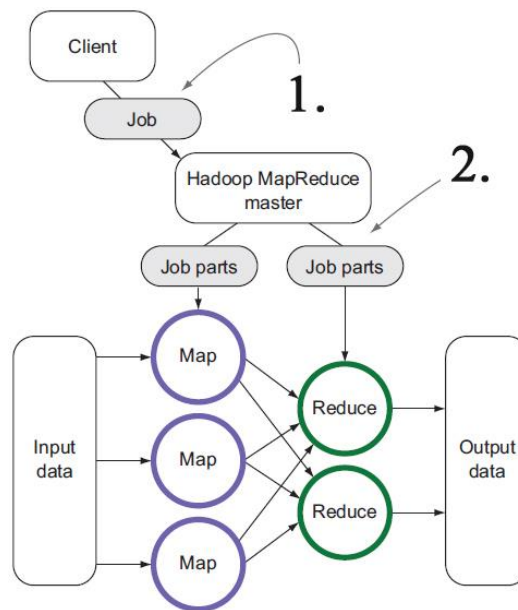 Client
1.
Job
2.
Hadoop MapReduce
master
Job parts
Job parts
Map
Reduce
Input
data
Map
Output
data
Reduce
Map